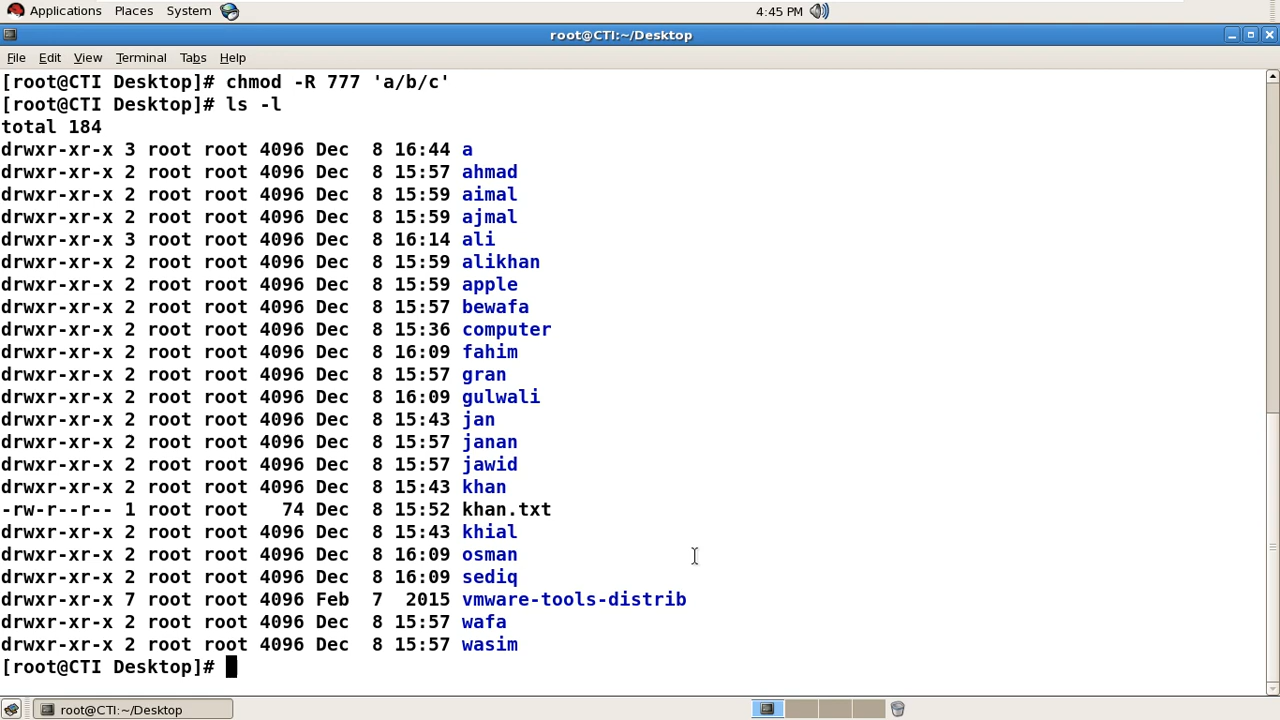 Applications Places System 4:45 PM
root@CTI:~/Desktop
File Edit View Terminal Tabs Help
[root@CTI Desktop]# chmod -R 777 'a/b/c'
[root@CTI Desktop]# ls -l
total 184
drwxr-xr-x 3 root root 4096 Dec  8 16:44 a
drwxr-xr-x 2 root root 4096 Dec  8 15:57 ahmad
drwxr-xr-x 2 root root 4096 Dec  8 15:59 aimal
drwxr-xr-x 2 root root 4096 Dec  8 15:59 ajmal
drwxr-xr-x 3 root root 4096 Dec  8 16:14 ali
drwxr-xr-x 2 root root 4096 Dec  8 15:59 alikhan
drwxr-xr-x 2 root root 4096 Dec  8 15:59 apple
drwxr-xr-x 2 root root 4096 Dec  8 15:57 bewafa
drwxr-xr-x 2 root root 4096 Dec  8 15:36 computer
drwxr-xr-x 2 root root 4096 Dec  8 16:09 fahim
drwxr-xr-x 2 root root 4096 Dec  8 15:57 gran
drwxr-xr-x 2 root root 4096 Dec  8 16:09 gulwali
drwxr-xr-x 2 root root 4096 Dec  8 15:43 jan
drwxr-xr-x 2 root root 4096 Dec  8 15:57 janan
drwxr-xr-x 2 root root 4096 Dec  8 15:57 jawid
drwxr-xr-x 2 root root 4096 Dec  8 15:43 khan
-rw-r--r-- 1 root root   74 Dec  8 15:52 khan.txt
drwxr-xr-x 2 root root 4096 Dec  8 15:43 khial
drwxr-xr-x 2 root root 4096 Dec  8 16:09 osman
drwxr-xr-x 2 root root 4096 Dec  8 16:09 sediq
drwxr-xr-x 7 root root 4096 Feb  7  2015 vmware-tools-distrib
drwxr-xr-x 2 root root 4096 Dec  8 15:57 wafa
drwxr-xr-x 2 root root 4096 Dec  8 15:57 wasim
[root@CTI Desktop]#
root@CTI:~/Desktop